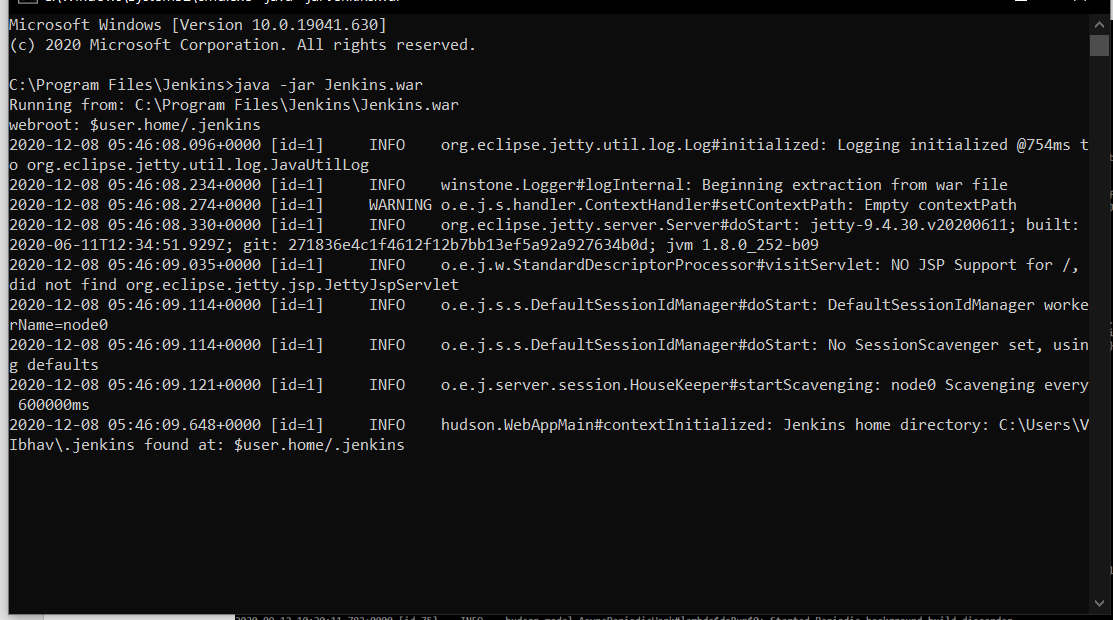 Microsoft Windows [Version 10.0.19041.630]
(c) 2020 Microsoft Corporation. All rights reserved.
C:\Program Files\Jenkins>java -jar Jenkins.war
Running from: C:\Program Files\Jenkins\Jenkins.war
webroot: $user.home/.jenkins
2020-12-08 05:46:08.096+0000 [id=1] INFO org.eclipse.jetty.util.log.Log#initialized: Logging initialized @754ms t
o org.eclipse.jetty.util.log.JavaUtilLog
2020-12-08 05:46:08.234+0000 [id=1] INFO winstone.Logger#logInternal: Beginning extraction from war file
2020-12-08 05:46:08.274+0000 [id=1] WARNING o.e.j.s.handler.ContextHandler#setContextPath: Empty contextPath
2020-12-08 05:46:08.330+0000 [id=1] INFO org.eclipse.jetty.server.Server#doStart: jetty-9.4.30.v20200611; built:
2020-06-11T12:34:51.929Z; git: 271836e4c1f4612f12b7bb13ef5a92a927634b0d; jvm 1.8.0_252-b09
2020-12-08 05:46:09.035+0000 [id=1] INFO o.e.j.w.StandardDescriptorProcessor#visitServlet: NO JSP Support for /,
did not find org.eclipse.jetty.jsp.JettyJspServlet
2020-12-08 05:46:09.114+0000 [id=1] INFO o.e.j.s.s.DefaultSessionIdManager#doStart: DefaultSessionIdManager worke
rName=node0
2020-12-08 05:46:09.114+0000 [id=1] INFO o.e.j.s.s.DefaultSessionIdManager#doStart: No SessionScavenger set, usin
g defaults
2020-12-08 05:46:09.121+0000 [id=1] INFO o.e.j.server.session.HouseKeeper#startScavenging: node0 Scavenging every
600000ms
2020-12-08 05:46:09.648+0000 [id=1] INFO hudson.WebAppMain#contextInitialized: Jenkins home directory: C:\Users\V
Ibhav\.jenkins found at: $user.home/.jenkins